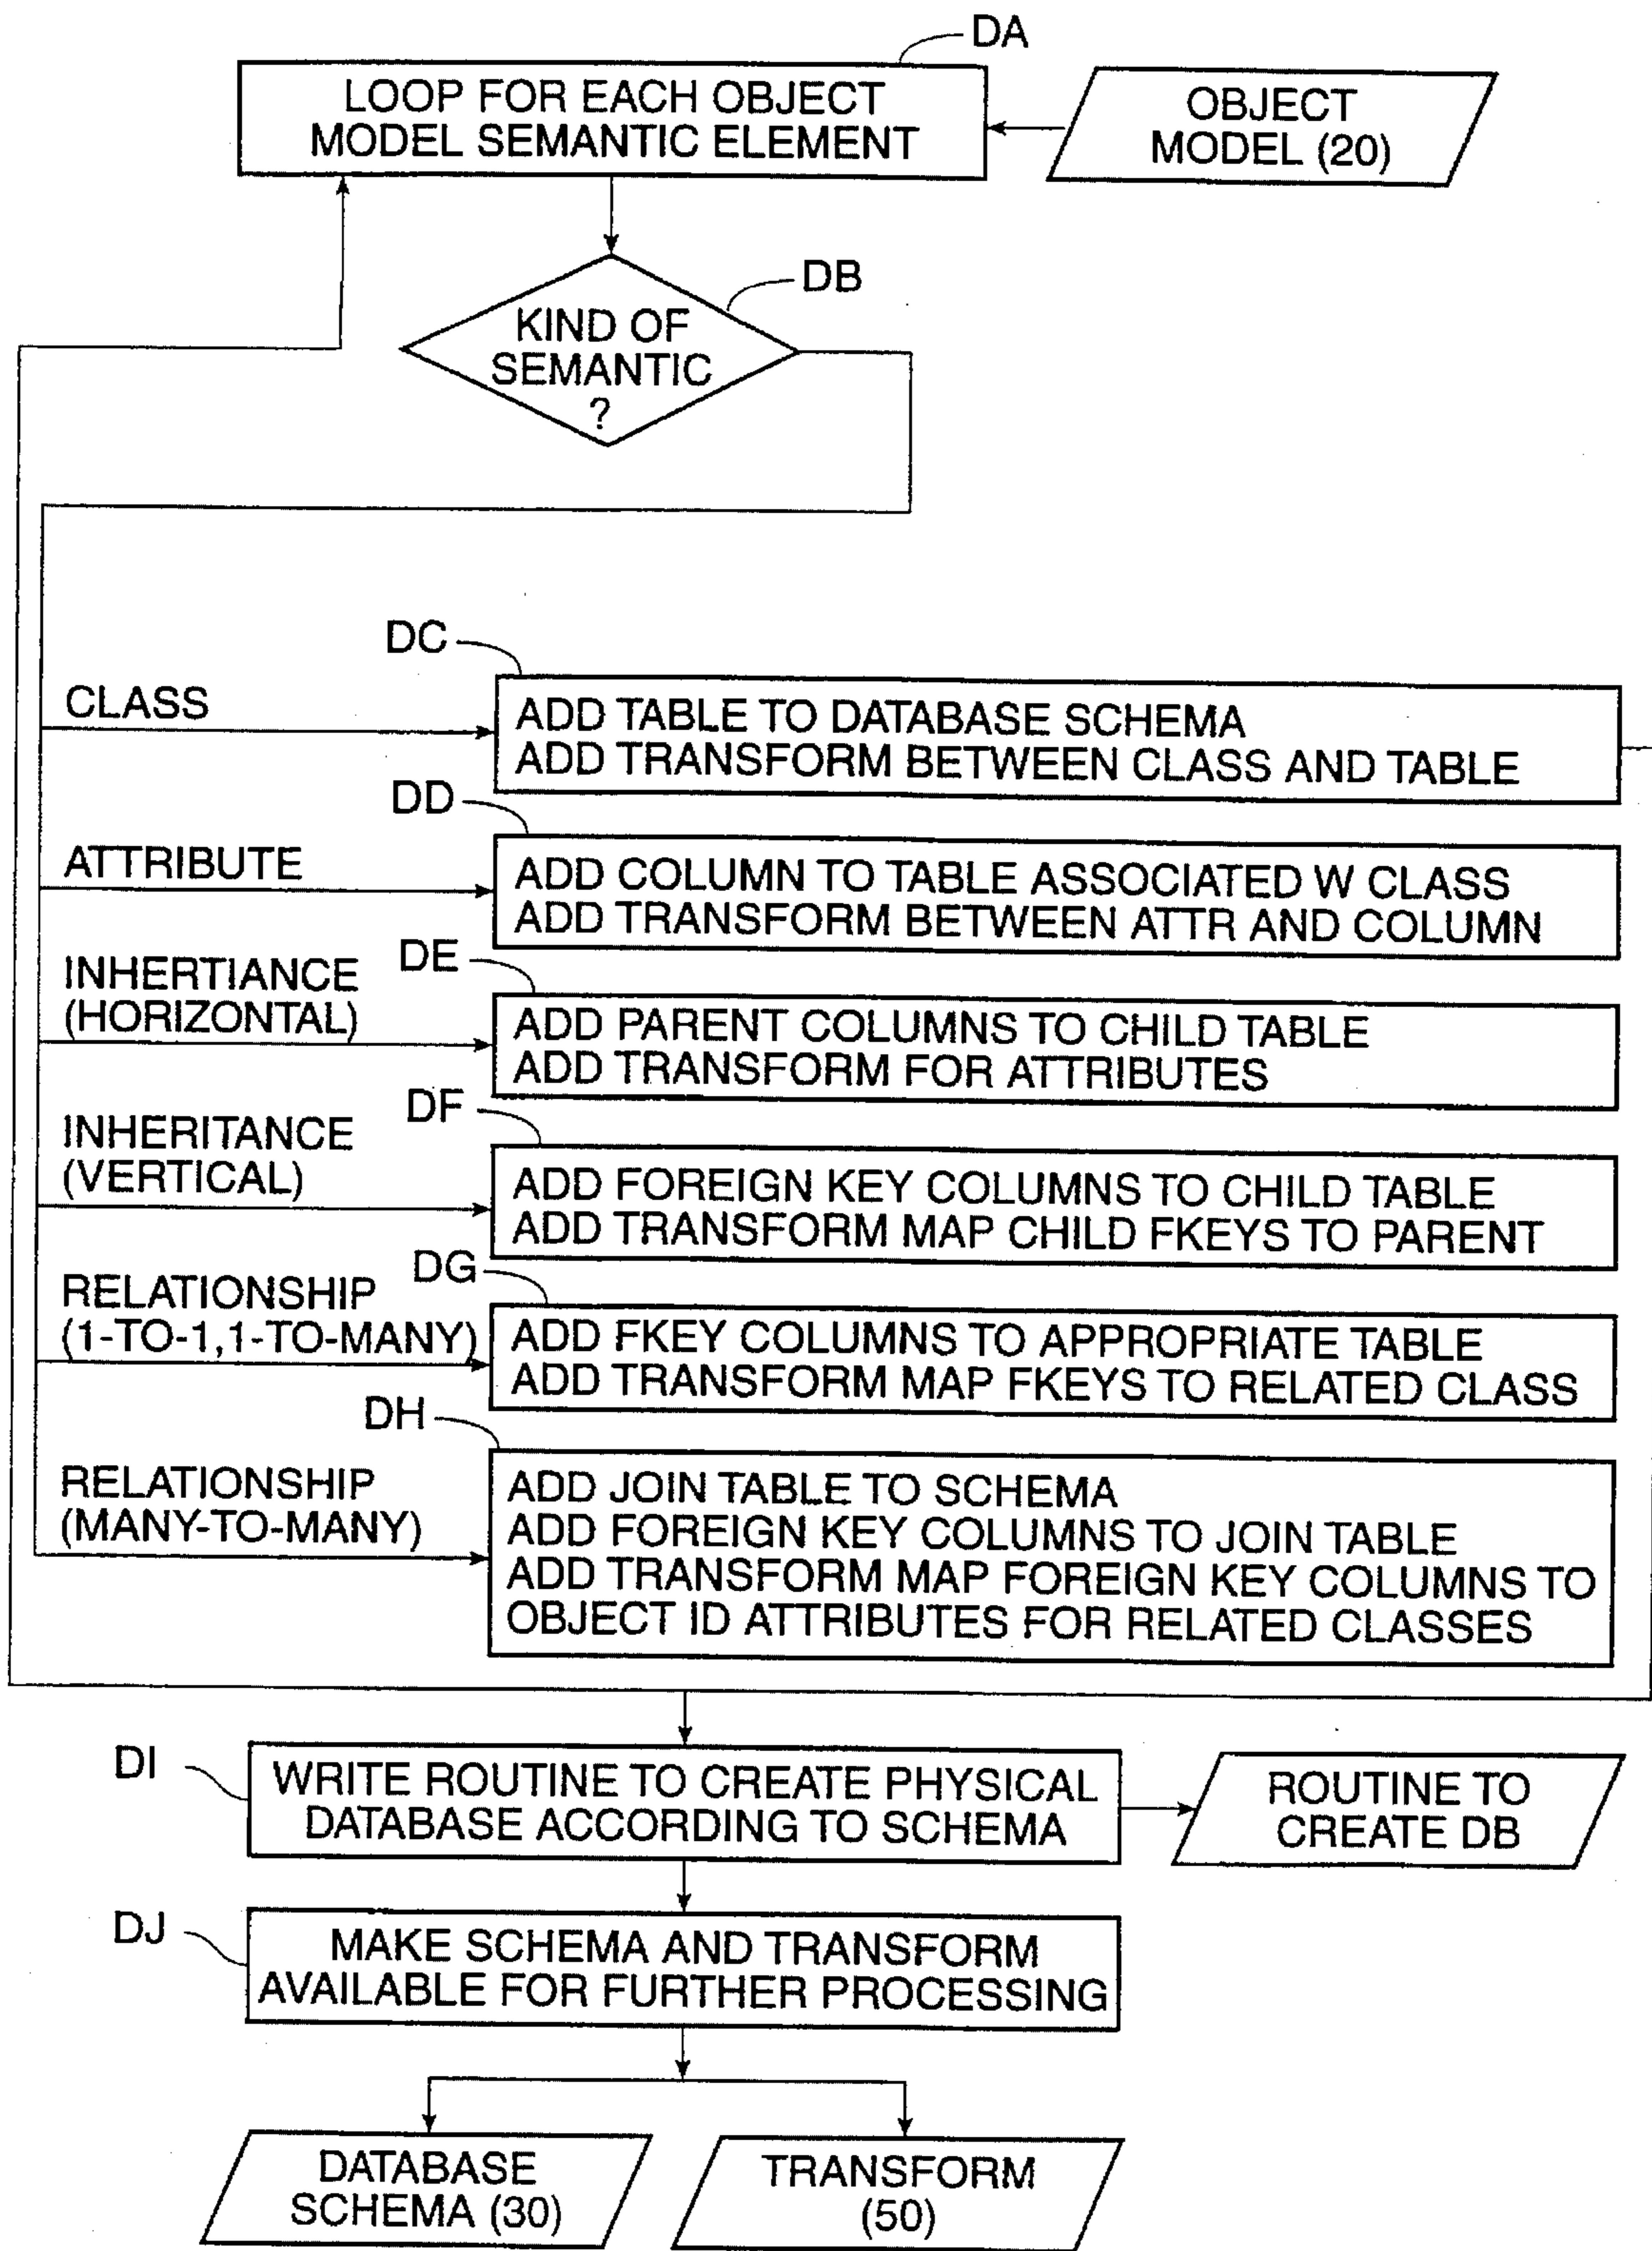 DA
LOOP FOR EACH OBJECT
MODEL SEMANTIC ELEMENT
OBJECT
MODEL (20)
DB
KIND OF
SEMANTIC
?
DC
CLASS
ADD TABLE TO DATABASE SCHEMA
ADD TRANSFORM BETWEEN CLASS AND TABLE
DD
ATTRIBUTE
ADD COLUMN TO TABLE ASSOCIATED W CLASS
ADD TRANSFORM BETWEEN ATTR AND COLUMN
DE
INHERTIANCE
(HORIZONTAL)
ADD PARENT COLUMNS TO CHILD TABLE
ADD TRANSFORM FOR ATTRIBUTES
DF
INHERITANCE
(VERTICAL)
ADD FOREIGN KEY COLUMNS TO CHILD TABLE
ADD TRANSFORM MAP CHILD FKEYS TO PARENT
DG
RELATIONSHIP
(1-TO-1,1-TO-MANY)
ADD FKEY COLUMNS TO APPROPRIATE TABLE
ADD TRANSFORM MAP FKEYS TO RELATED CLASS
DH
RELATIONSHIP
(MANY-TO-MANY)
ADD JOIN TABLE TO SCHEMA
ADD FOREIGN KEY COLUMNS TO JOIN TABLE
ADD TRANSFORM MAP FOREIGN KEY COLUMNS TO
OBJECT ID ATTRIBUTES FOR RELATED CLASSES
DI
WRITE ROUTINE TO CREATE PHYSICAL
DATABASE ACCORDING TO SCHEMA
ROUTINE TO
CREATE DB
DJ
MAKE SCHEMA AND TRANSFORM
AVAILABLE FOR FURTHER PROCESSING
DATABASE
SCHEMA (30)
TRANSFORM
(50)